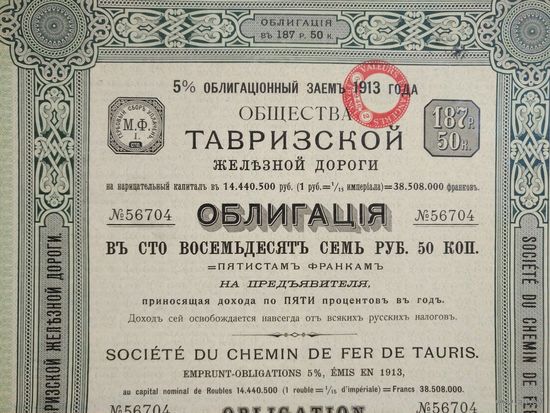 ОБЛИГАЦІЯ
ВЪ 187 Р. 50 К.
5% ОБЛИГАЦІОННЫЙ ЗАЕМЪ 1913 ГОДА
ОБЩЕСТВА
ТАВРИЗСКОЙ
ЖЕЛѢЗНОЙ ДОРОГИ
М.Ф.
I.
187 Р.
50 К.
на нарицательный капиталъ въ 14.440.500 руб. (1 руб. = 1/15 имперіала) = 38.508.000 франковъ.
№56704 ОБЛИГАЦІЯ №56704
ВЪ СТО ВОСЕМЬДЕСЯТЪ СЕМЬ РУБ. 50 КОП.
=ПЯТИСТАМЪ ФРАНКАМЪ
НА ПРЕДЪЯВИТЕЛЯ,
приносящая дохода по ПЯТИ процентовъ въ годъ.
Доходъ сей освобождается навсегда отъ всякихъ русскихъ налоговъ.
SOCIÉTÉ DU CHEMIN DE FER DE TAURIS.
EMPRUNT-OBLIGATIONS 5%, ÉMIS EN 1913,
au capital nominal de Roubles 14.440.500 (1 rouble = 1/15 d'impériale) = Francs 38.508.000.
№56704 OBLIGATION №56704
РИЗСКОЙ ЖЕЛѢЗНОЙ ДОРОГИ.
SOCIÉTÉ DU CHEMIN DE FE
VALEURS ÉTRANGÈRES